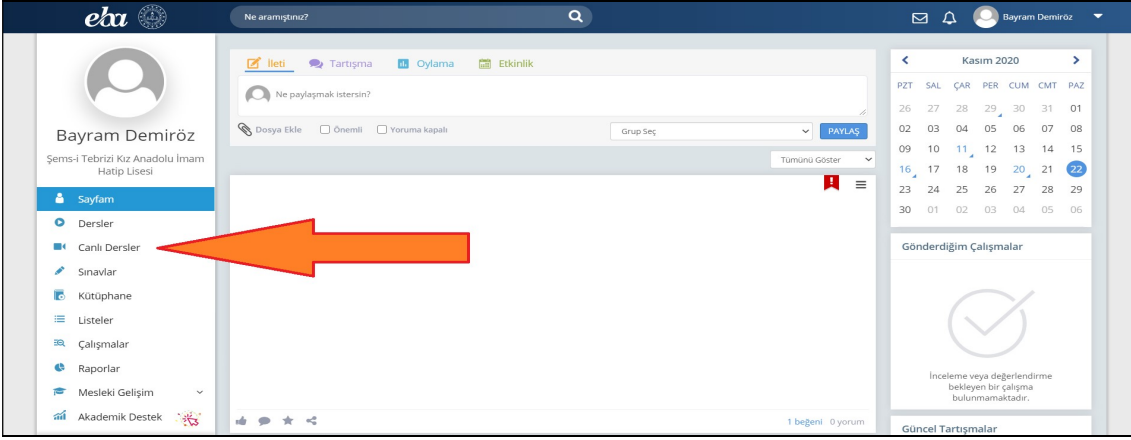 eba
Ne aramıştınız?
Bayram Demiröz
Bayram Demiröz
Şems-i Tebrizi Kız Anadolu İmam
Hatip Lisesi
Sayfam
Dersler
Canlı Dersler
Sınavlar
Kütüphane
Listeler
Çalışmalar
Raporlar
Mesleki Gelişim
Akademik Destek
İleti Tartışma Oylama Etkinlik
Ne paylaşmak istersin?
Dosya Ekle Önemli Yoruma kapalı
Grup Seç PAYLAŞ
Tümünü Göster
1 beğeni 0 yorum
Kasım 2020
PZT SAL ÇAR PER CUM CMT PAZ
26 27 28 29 30 31 01
02 03 04 05 06 07 08
09 10 11 12 13 14 15
16 17 18 19 20 21 22
23 24 25 26 27 28 29
30 01 02 03 04 05 06
Gönderdiğim Çalışmalar
İnceleme veya değerlendirme
bekleyen bir çalışma
bulunmamaktadır.
Güncel Tartışmalar